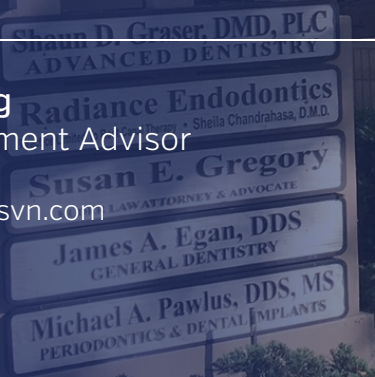 Shaun D. Graser, DMD, PLC
ADVANCED DENTISTRY
g
Radiance Endodontics
Therapy • Sheila Chandrahasa, D.M.D.
ment Advisor
Susan E. Gregory
LAW ATTORNEY & ADVOCATE
svn.com
James A. Egan, DDS
GENERAL DENTISTRY
Michael A. Pawlus, DDS, MS
PERIODONTICS & DENTAL IMPLANTS